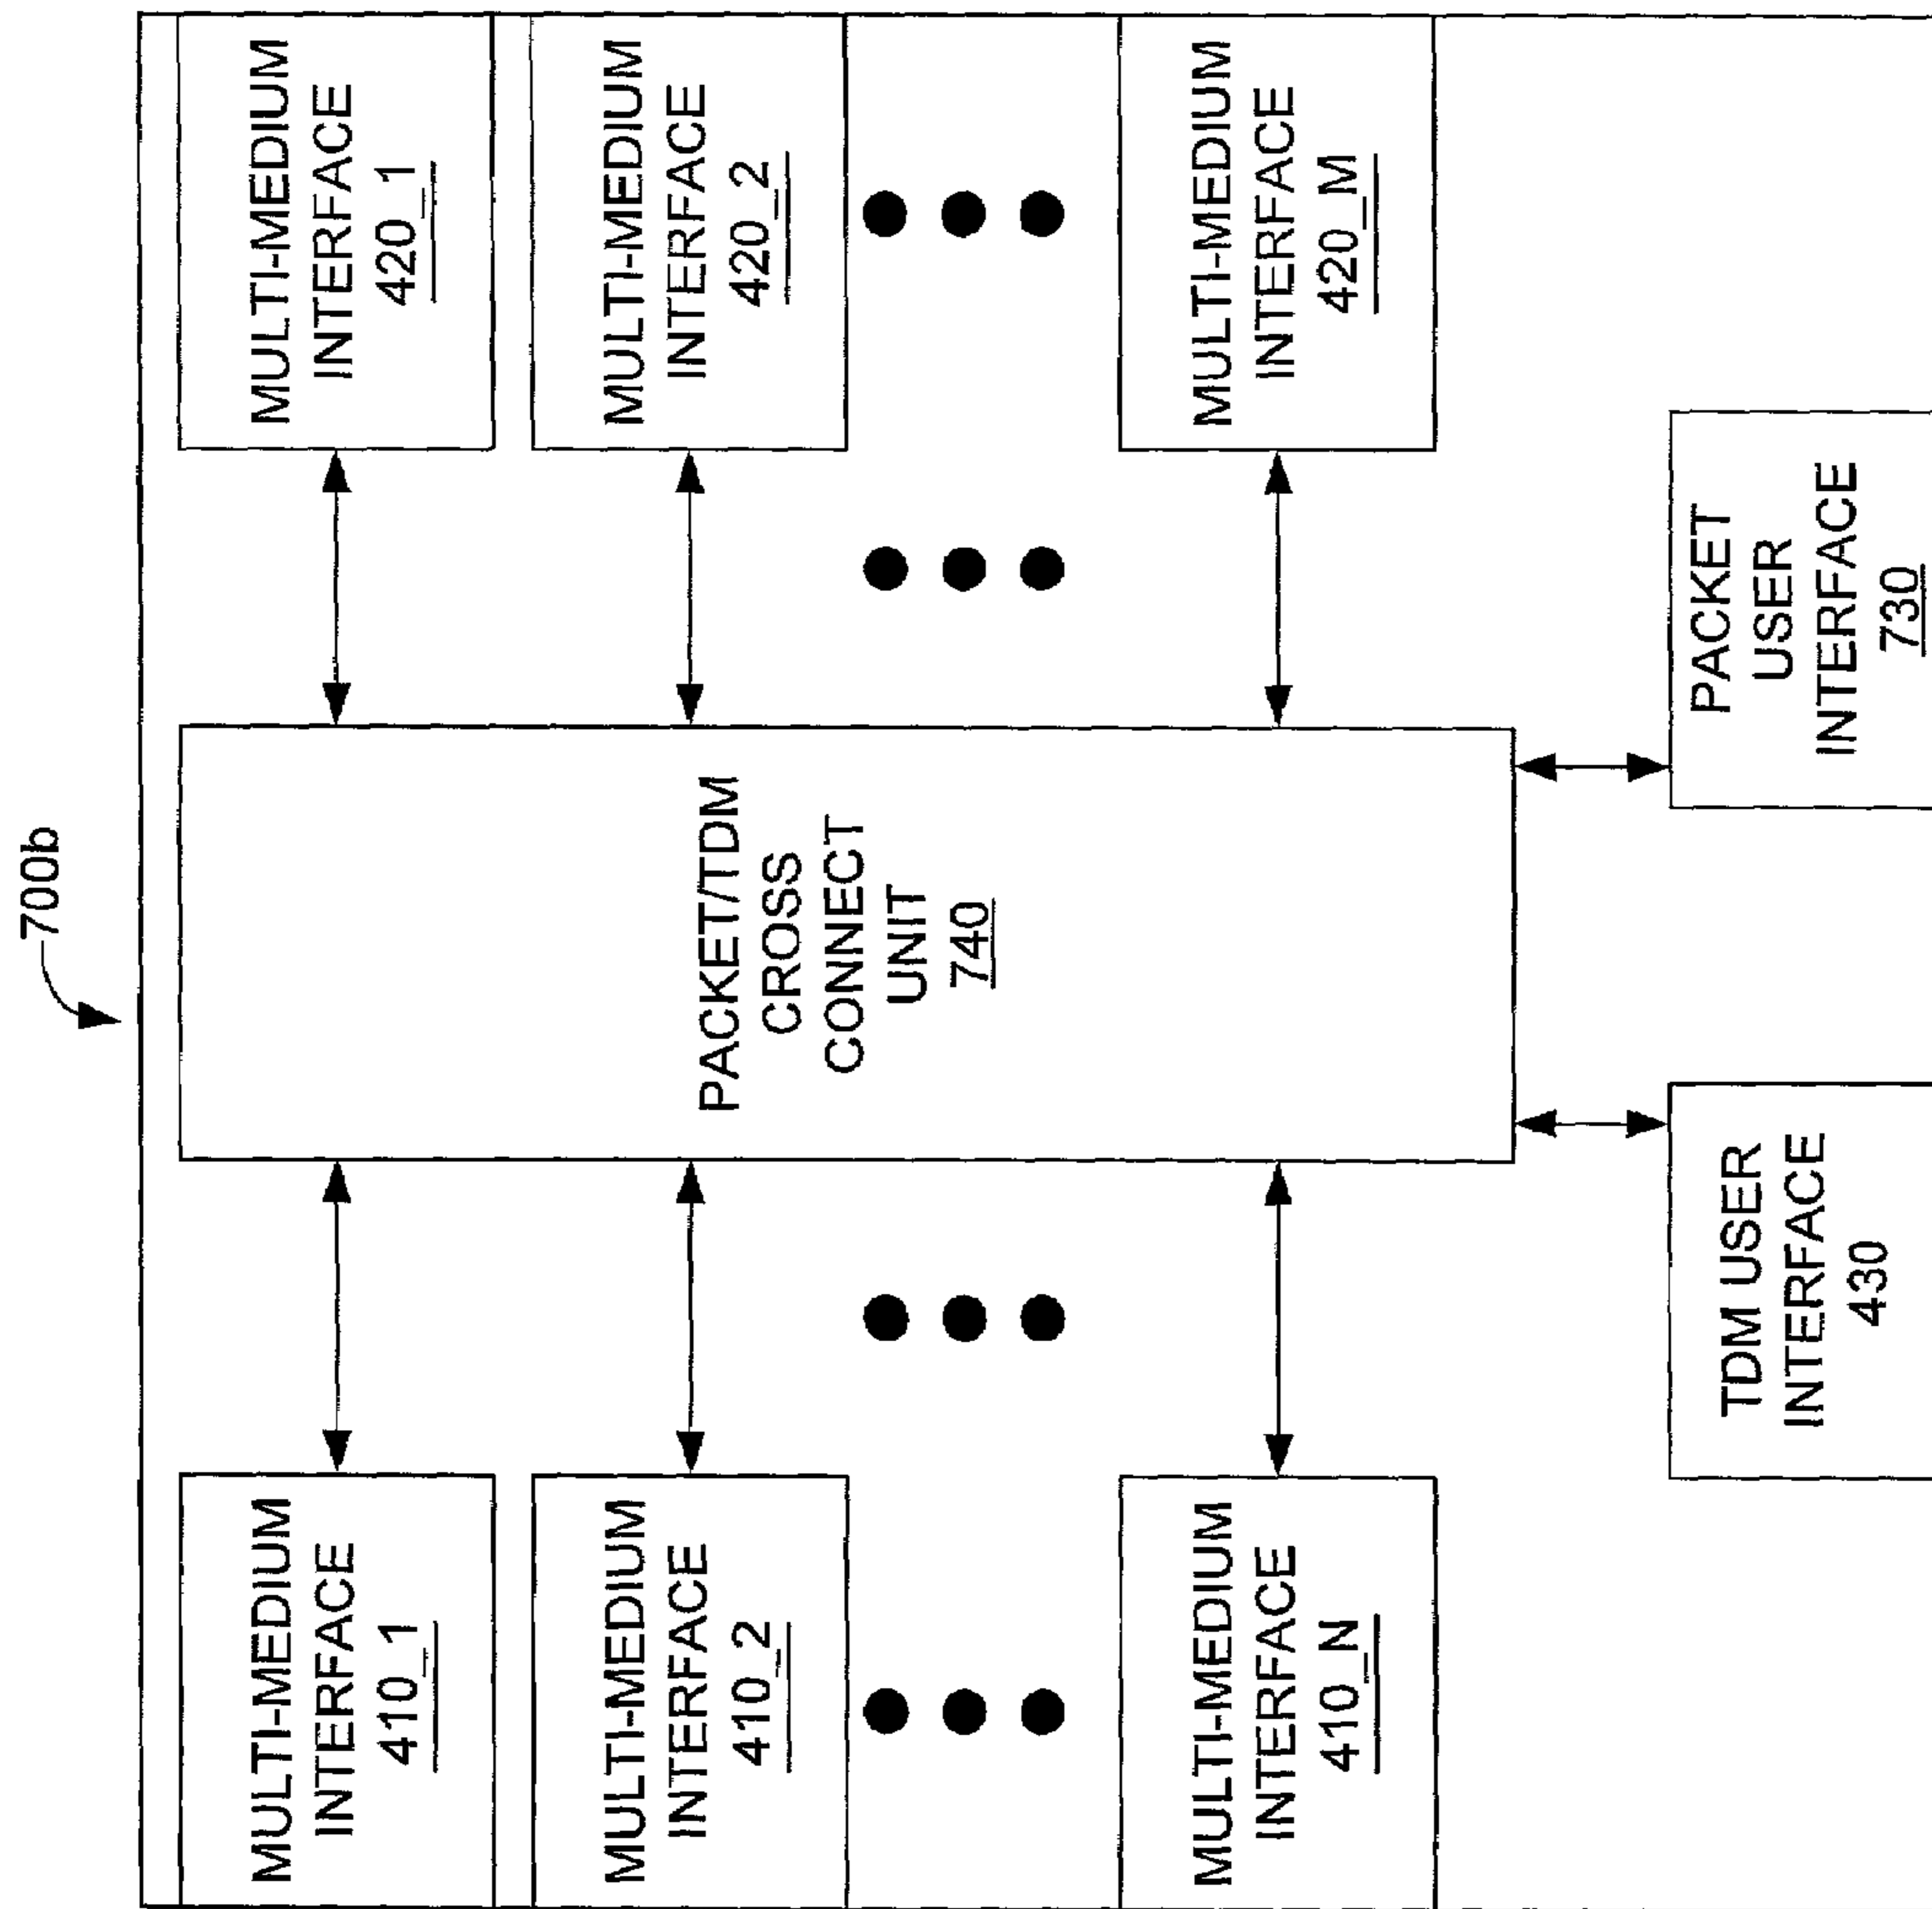 700b
MULTI-MEDIUM
INTERFACE
410_1
MULTI-MEDIUM
INTERFACE
410_2
MULTI-MEDIUM
INTERFACE
410_N
PACKET/TDM
CROSS
CONNECT
UNIT
740
MULTI-MEDIUM
INTERFACE
420_1
MULTI-MEDIUM
INTERFACE
420_2
MULTI-MEDIUM
INTERFACE
420_M
TDM USER
INTERFACE
430
PACKET
USER
INTERFACE
730